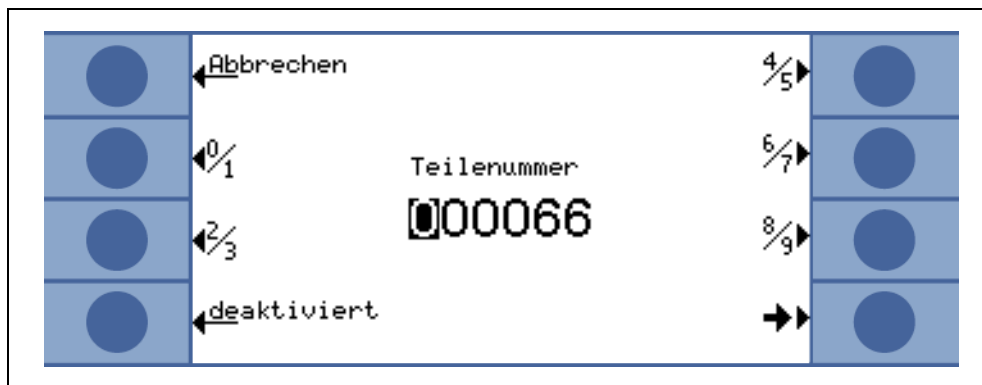 Abbrechen
4/5
0/1
Teilenummer
6/7
000066
2/3
8/9
deaktiviert